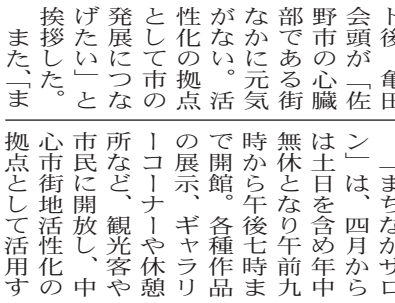 ト後、亀田
会頭が「佐
野市の心臓
部である街
なかに元気
がない。活
性化の拠点
として市の
発展につな
げたい」と
挨拶した。
また、「ま
「まちなかサロ
ン」は、四月から
は土日を含め年中
無休となり午前九
時から午後七時ま
で開館。各種作品
の展示、ギャラリ
ーコーナーや休憩
所など、観光客や
市民に開放し、中
心市街地活性化の
拠点として活用す